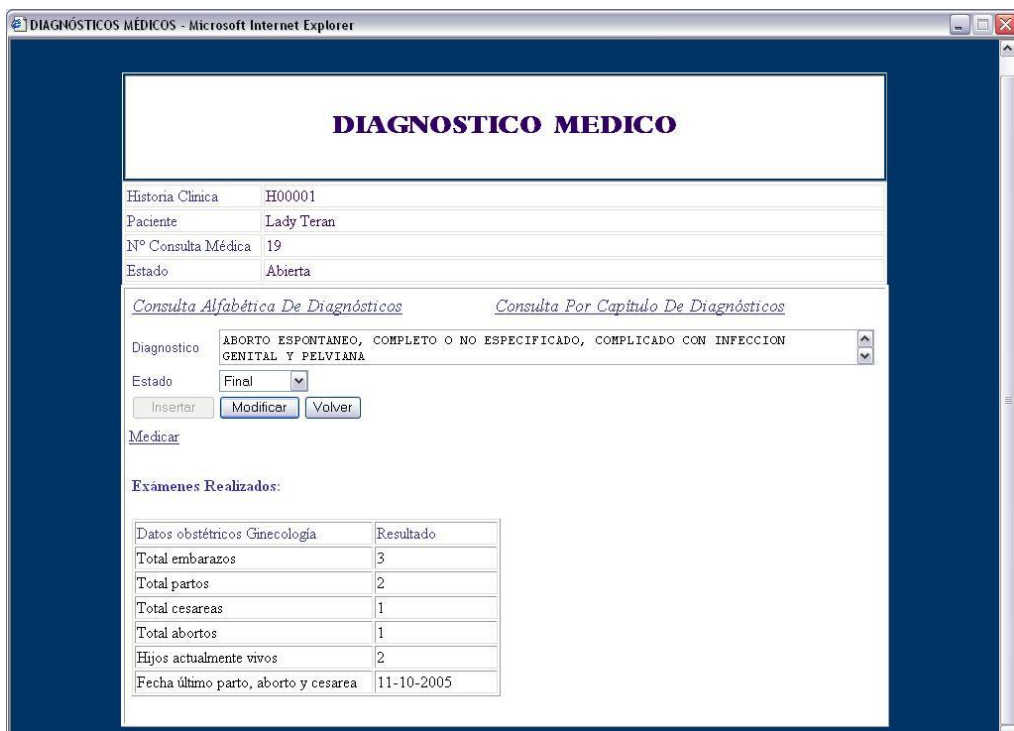 DIAGNÓSTICOS MÉDICOS - Microsoft Internet Explorer
DIAGNOSTICO MEDICO
Historia Clinica H00001
Paciente Lady Teran
Nº Consulta Médica 19
Estado Abierta
Consulta Alfabética De Diagnósticos Consulta Por Capítulo De Diagnósticos
Diagnostico ABORTO ESPONTANEO, COMPLETO O NO ESPECIFICADO, COMPLICADO CON INFECCION
GENITAL Y PELVIANA
Estado Final
Insertar Modificar Volver
Medicar
Exámenes Realizados:
Datos obstétricos Ginecología Resultado
Total embarazos 3
Total partos 2
Total cesareas 1
Total abortos 1
Hijos actualmente vivos 2
Fecha último parto, aborto y cesarea 11-10-2005